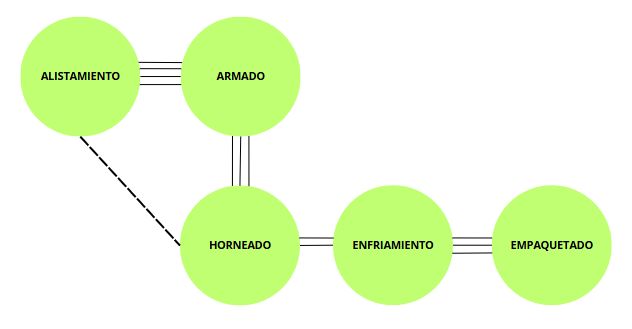 ALISTAMIENTO
ARMADO
HORNEADO
ENFRIAMIENTO
EMPAQUETADO